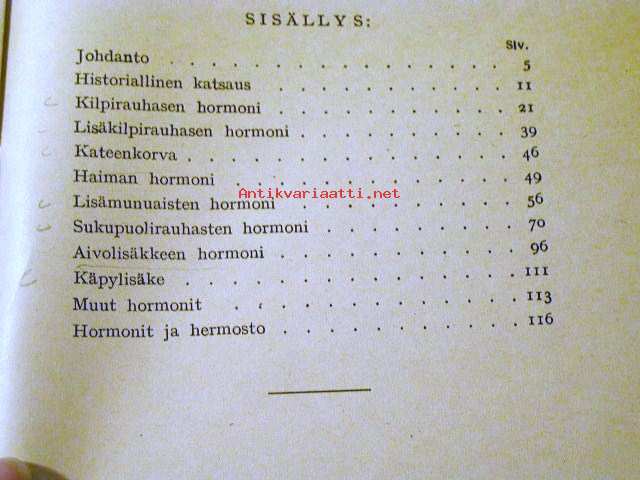 SISÄLLYS:
Siv.
Johdanto . . . . . . . . . . . . . . . 5
Historiallinen katsaus . . . . . . . . . . 11
Kilpirauhasen hormoni . . . . . . . . . . 21
Lisäkilpirauhasen hormoni . . . . . . . . . 39
Kateenkorva . . . . . . . . . . . . . . 46
Haiman hormoni . . . . . . . . . . . . 49
Antikvariaatti.net
Lisämunuaisten hormoni . . . . . . . . . 56
Sukupuolirauhasten hormoni . . . . . . . . 70
Aivolisäkkeen hormoni . . . . . . . . . . 96
Käpylisäke . . . . . . . . . . . . . . 111
Muut hormonit . . . . . . . . . . . . 113
Hormonit ja hermosto . . . . . . . . . . 116